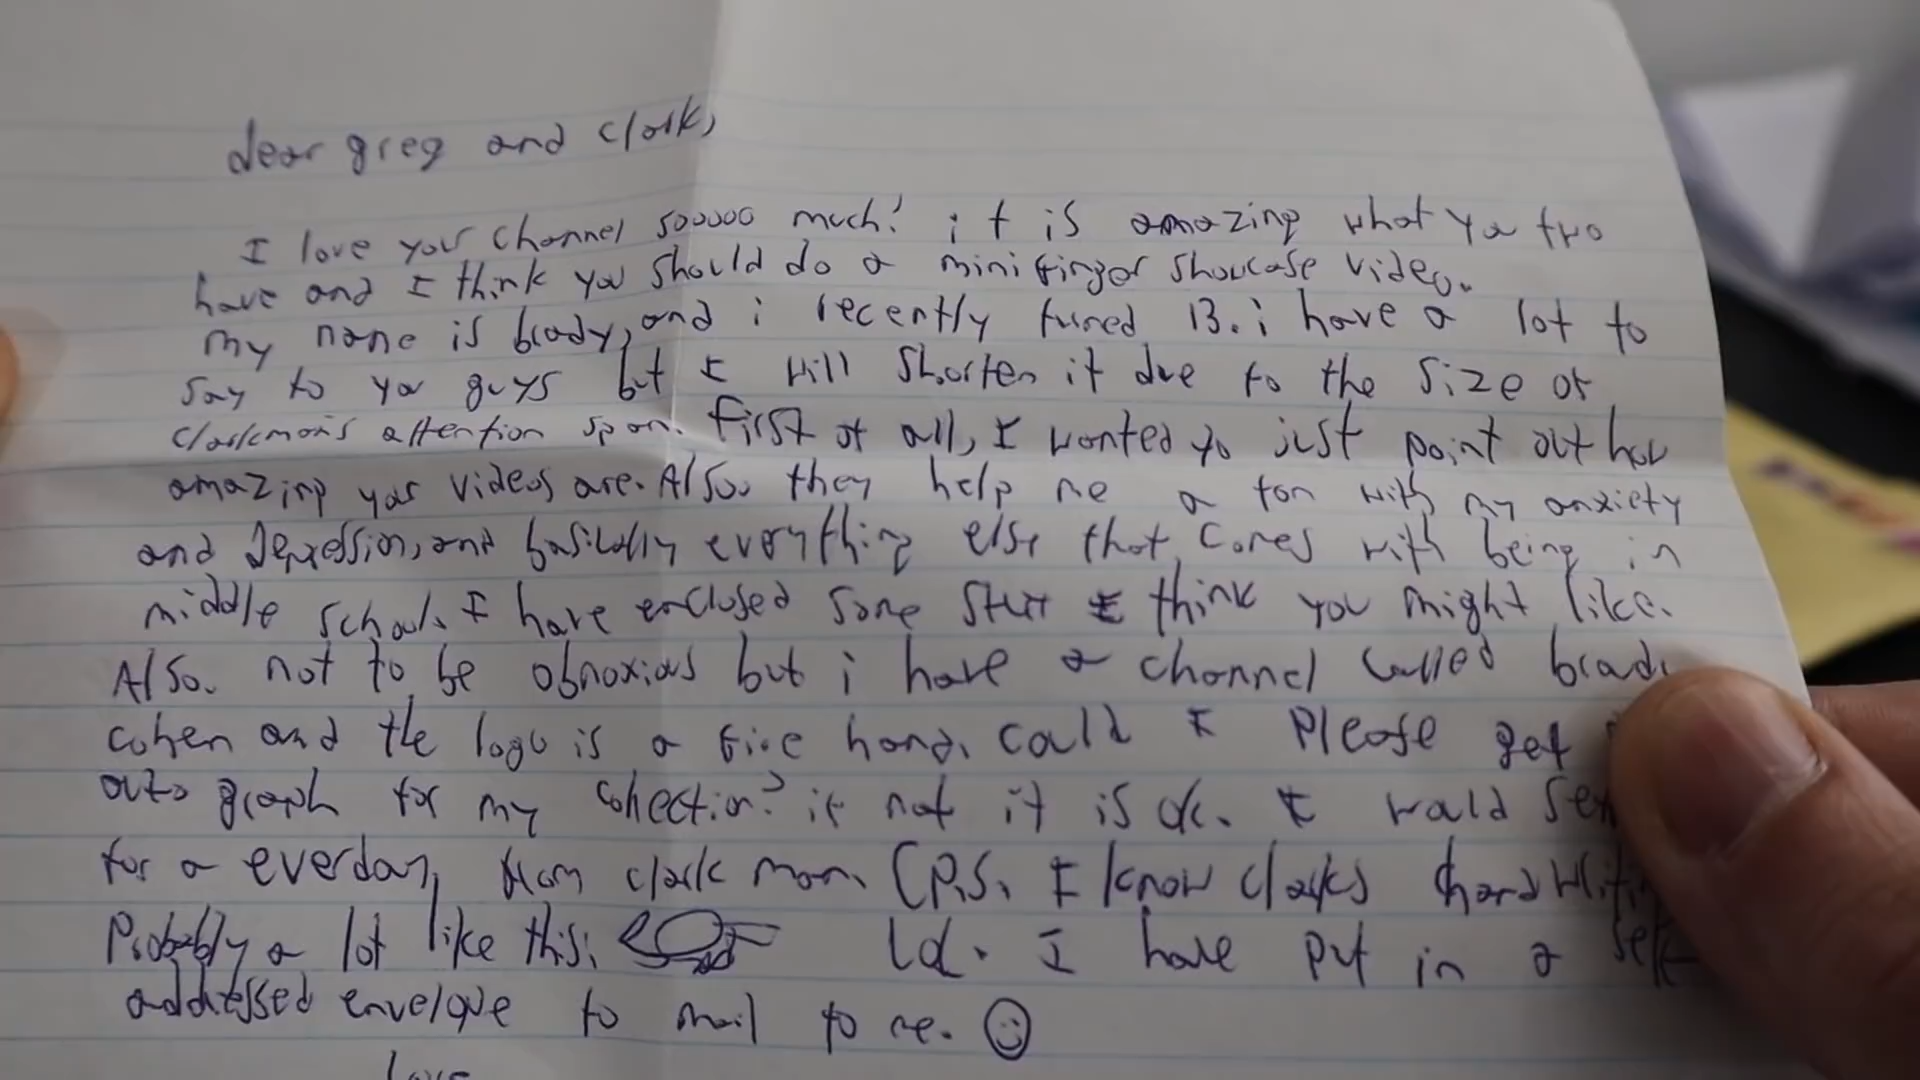 dear greg and clark,
I love your channel sooooo much! it is amazing what you two
have and I think you should do a minifinger showcase video.
my name is brady, and i recently turned 13. i have a lot to
say to you guys but I will shorten it due to the size of
clarkman's attention span. first of all, I wanted to just point out how
amazing your videos are. Also, they help me a ton with my anxiety
and depression, and basically everything else that comes with being in
middle school. I have enclosed some stuff I think you might like.
Also. not to be obnoxious but i have a channel called
cohen and the logo is a fire hand. could I Please get
autograph for my collection? if not it is ok. I would
for a everday, clark man. (P.S. I know clarks
Probably a lot like this: lol. I have put in a self
addressed envelope to mail to me. ☺
love